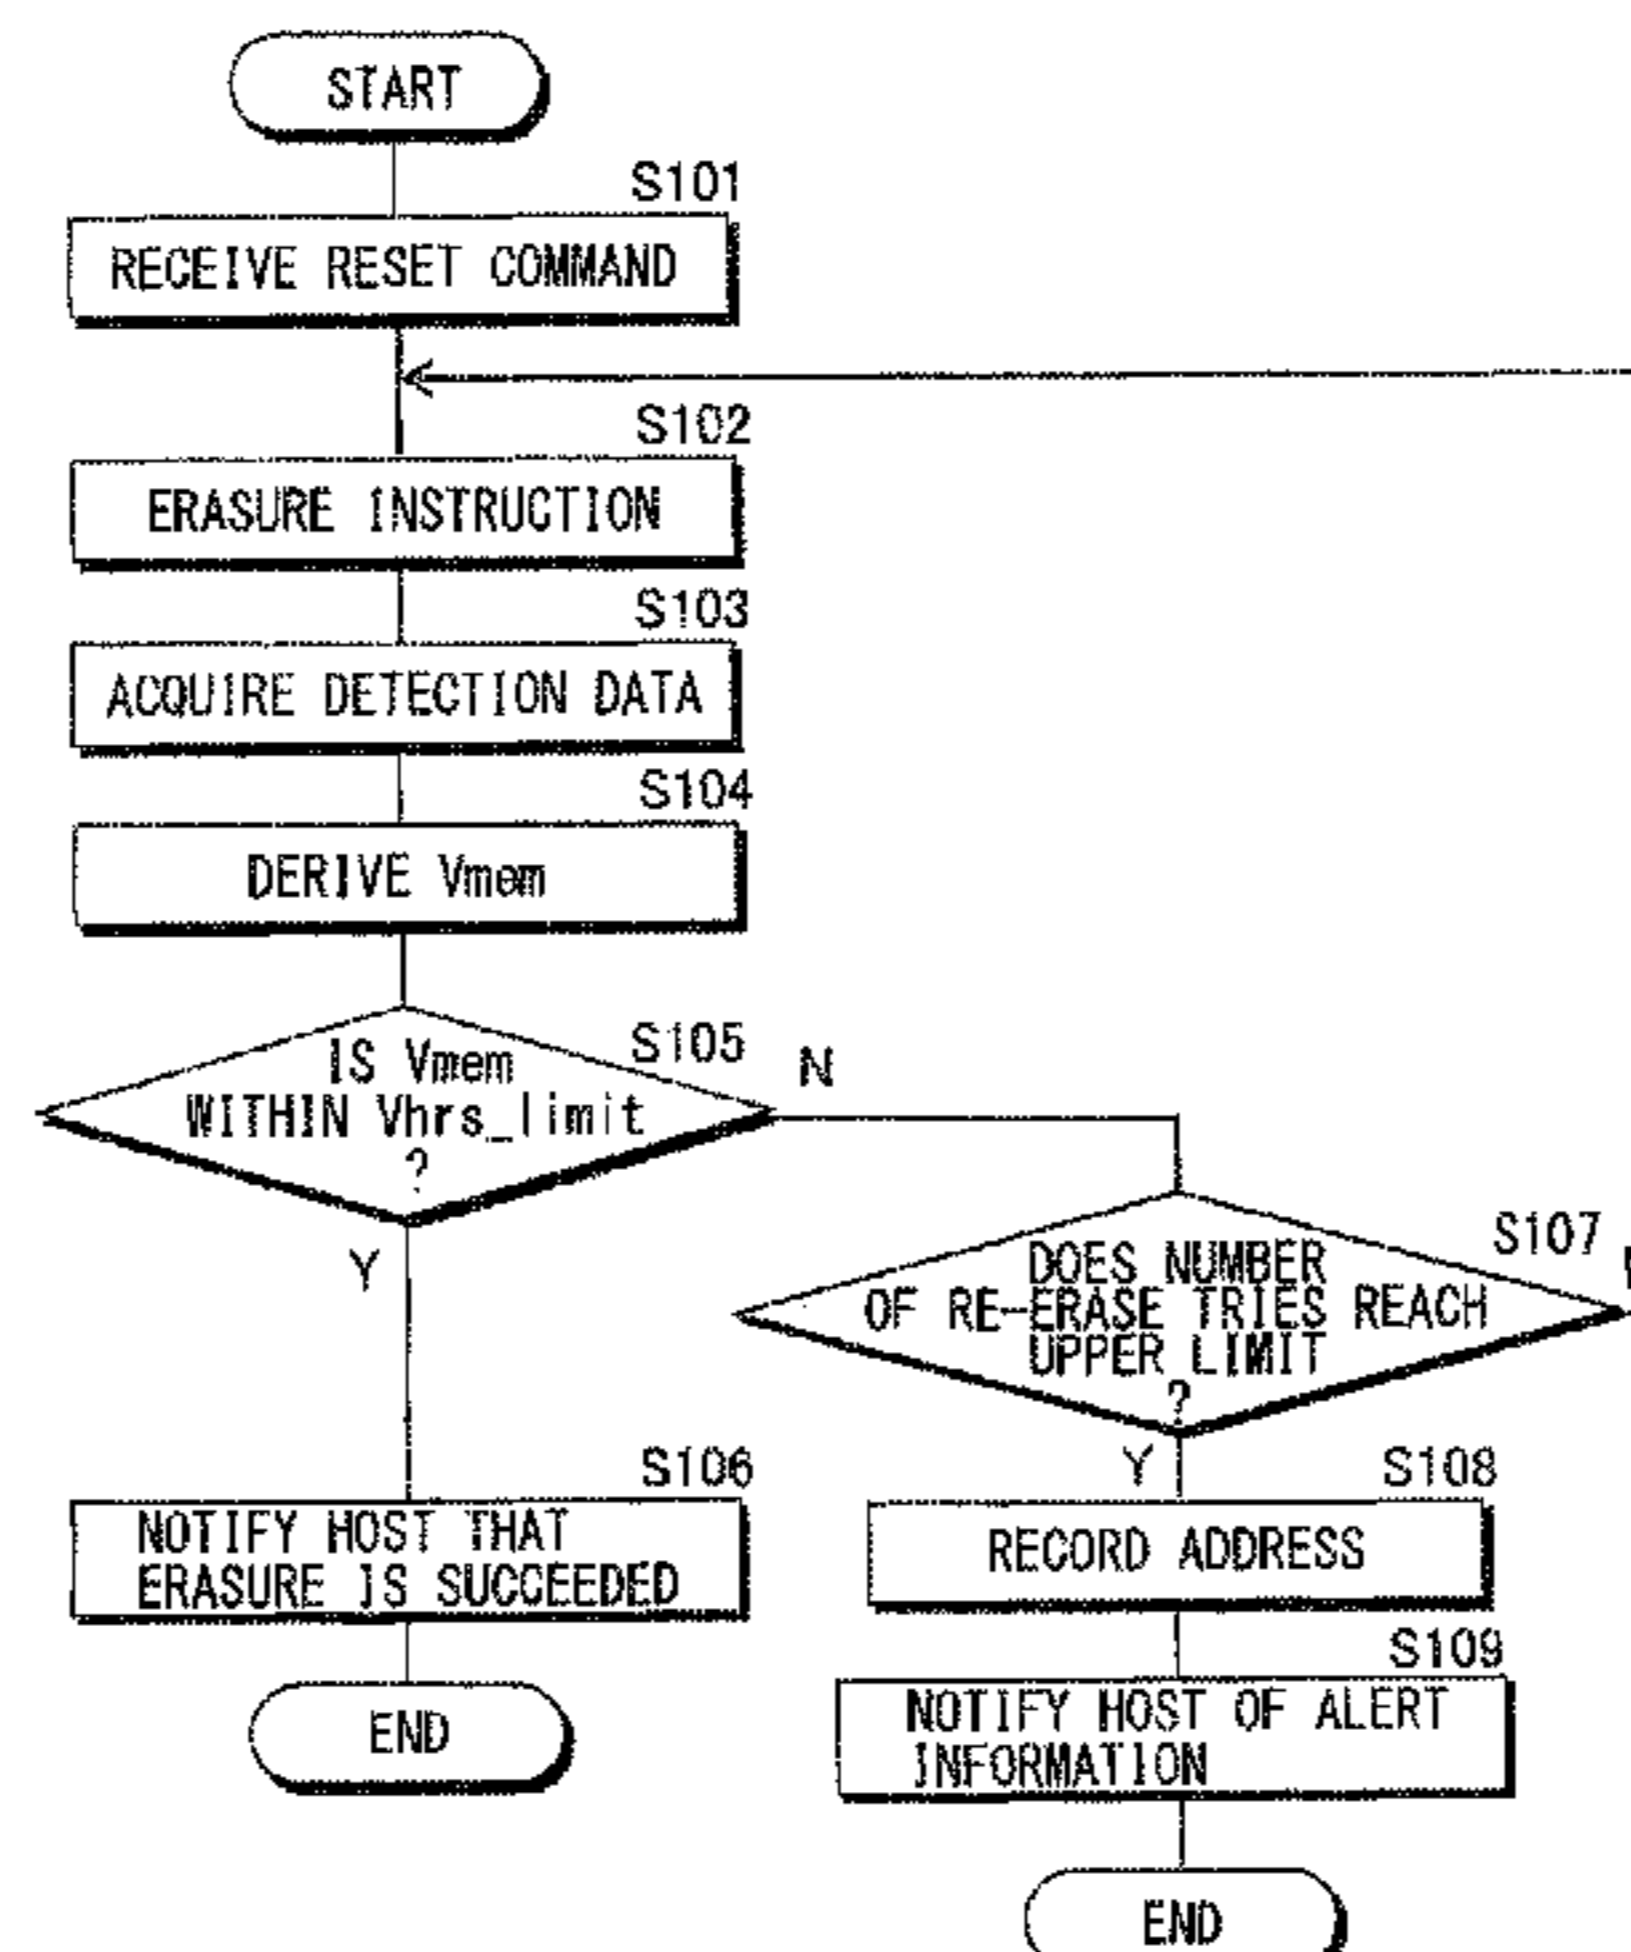 START
S101
RECEIVE RESET COMMAND
S102
ERASURE INSTRUCTION
S103
ACQUIRE DETECTION DATA
S104
DERIVE Vmem
S105
IS Vmem
WITHIN Vhrs_limit
?
N
Y
S107
DOES NUMBER
OF RE-ERASE TRIES REACH
UPPER LIMIT
?
Y
S106
NOTIFY HOST THAT
ERASURE IS SUCCEEDED
END
S108
RECORD ADDRESS
S109
NOTIFY HOST OF ALERT
INFORMATION
END